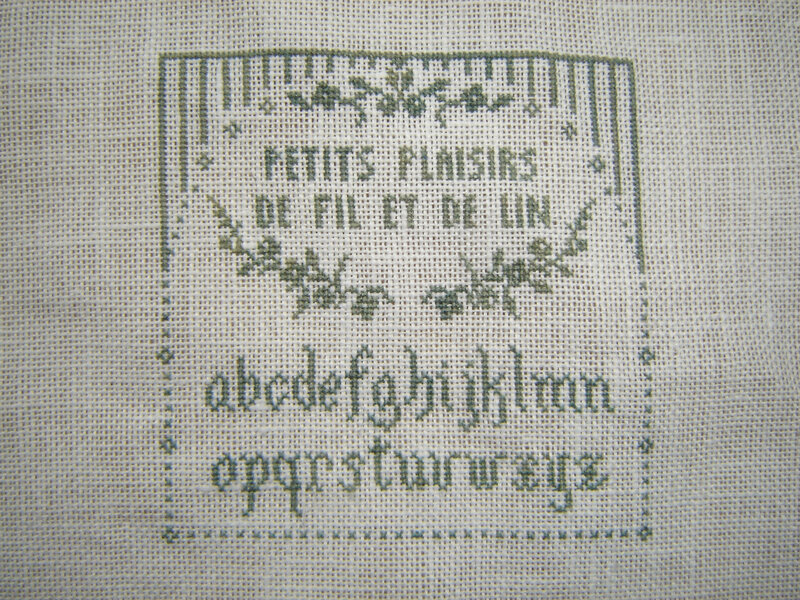 PETITS PLAISIRS
DE FIL ET DE LIN
abcdefghijklmn
opqrstuvwxyz